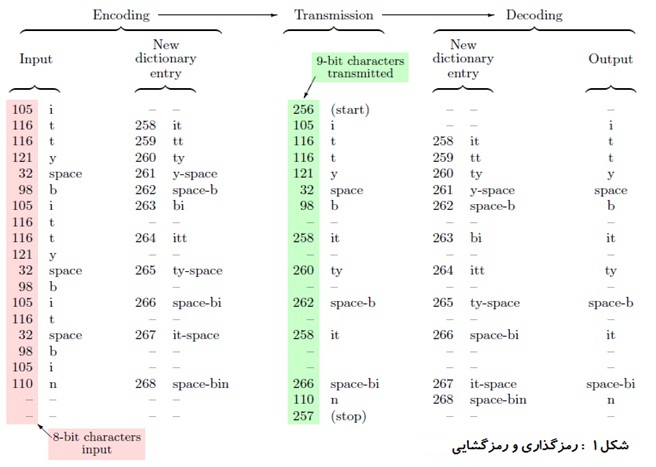 Encoding Transmission Decoding
New New
Input dictionary 9-bit characters dictionary Output
entry transmitted entry
105 i – – 256 (start) – –
116 t 258 it 105 i – – i
116 t 259 tt 116 t 258 it t
121 y 260 ty 116 t 259 tt t
32 space 261 y-space 121 y 260 ty y
98 b 262 space-b 32 space 261 y-space space
105 i 263 bi 98 b 262 space-b b
116 t – – – – – –
116 t 264 itt 258 it 263 bi it
121 y – – – – – –
32 space 265 ty-space 260 ty 264 itt ty
98 b – – – – – –
105 i 266 space-bi 262 space-b 265 ty-space space-b
116 t – – – – – –
32 space 267 it-space 258 it 266 space-bi it
98 b – – – – – –
105 i – – – – – –
110 n 268 space-bin 266 space-bi 267 it-space space-bi
– – – – 110 n 268 space-bin n
– – – – 257 (stop) – –
8-bit characters
input
شکل۱ : رمزگذاری و رمزگشایی